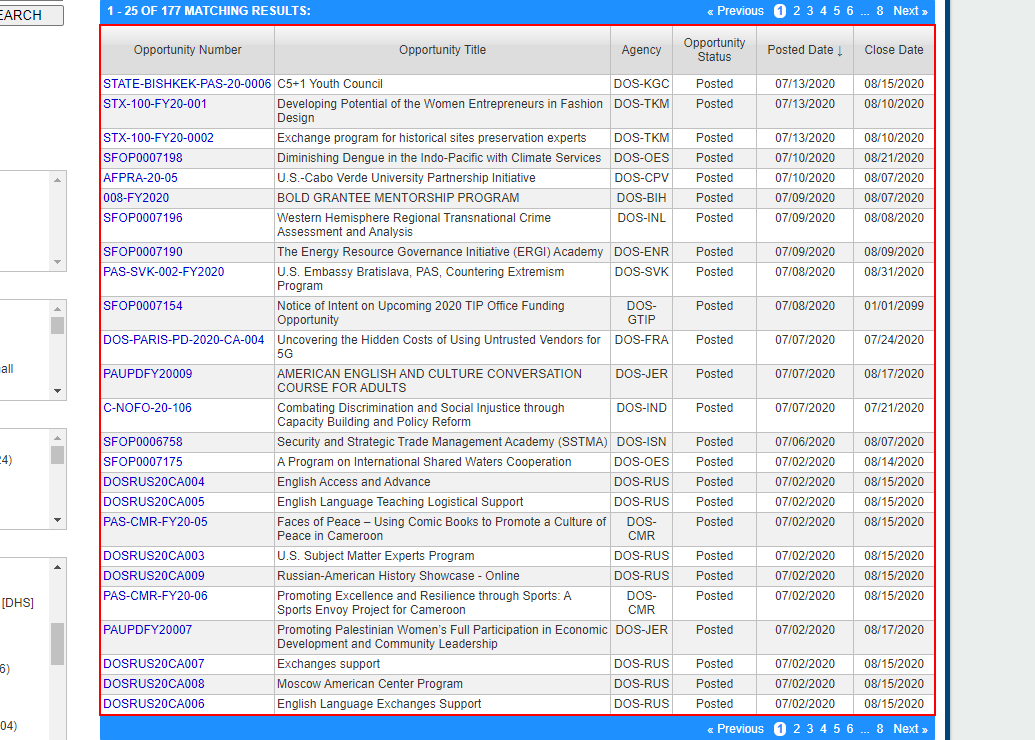 EARCH
1 - 25 OF 177 MATCHING RESULTS: « Previous 1 2 3 4 5 6 ... 8 Next »
Opportunity Number Opportunity Title Agency Opportunity Status Posted Date ↓ Close Date
STATE-BISHKEK-PAS-20-0006 C5+1 Youth Council DOS-KGC Posted 07/13/2020 08/15/2020
STX-100-FY20-001 Developing Potential of the Women Entrepreneurs in Fashion DOS-TKM Posted 07/13/2020 08/10/2020
Design
STX-100-FY20-0002 Exchange program for historical sites preservation experts DOS-TKM Posted 07/13/2020 08/10/2020
SFOP0007198 Diminishing Dengue in the Indo-Pacific with Climate Services DOS-OES Posted 07/10/2020 08/21/2020
AFPRA-20-05 U.S.-Cabo Verde University Partnership Initiative DOS-CPV Posted 07/10/2020 08/07/2020
008-FY2020 BOLD GRANTEE MENTORSHIP PROGRAM DOS-BIH Posted 07/09/2020 08/07/2020
SFOP0007196 Western Hemisphere Regional Transnational Crime DOS-INL Posted 07/09/2020 08/08/2020
Assessment and Analysis
SFOP0007190 The Energy Resource Governance Initiative (ERGI) Academy DOS-ENR Posted 07/09/2020 08/09/2020
PAS-SVK-002-FY2020 U.S. Embassy Bratislava, PAS, Countering Extremism DOS-SVK Posted 07/08/2020 08/31/2020
Program
SFOP0007154 Notice of Intent on Upcoming 2020 TIP Office Funding DOS- Posted 07/08/2020 01/01/2099
Opportunity GTIP
DOS-PARIS-PD-2020-CA-004 Uncovering the Hidden Costs of Using Untrusted Vendors for DOS-FRA Posted 07/07/2020 07/24/2020
5G
all
PAUPDFY20009 AMERICAN ENGLISH AND CULTURE CONVERSATION DOS-JER Posted 07/07/2020 08/17/2020
COURSE FOR ADULTS
C-NOFO-20-106 Combating Discrimination and Social Injustice through DOS-IND Posted 07/07/2020 07/21/2020
Capacity Building and Policy Reform
SFOP0006758 Security and Strategic Trade Management Academy (SSTMA) DOS-ISN Posted 07/06/2020 08/07/2020
24)
SFOP0007175 A Program on International Shared Waters Cooperation DOS-OES Posted 07/02/2020 08/14/2020
DOSRUS20CA004 English Access and Advance DOS-RUS Posted 07/02/2020 08/15/2020
DOSRUS20CA005 English Language Teaching Logistical Support DOS-RUS Posted 07/02/2020 08/15/2020
PAS-CMR-FY20-05 Faces of Peace – Using Comic Books to Promote a Culture of DOS- Posted 07/02/2020 08/15/2020
Peace in Cameroon CMR
DOSRUS20CA003 U.S. Subject Matter Experts Program DOS-RUS Posted 07/02/2020 08/15/2020
DOSRUS20CA009 Russian-American History Showcase - Online DOS-RUS Posted 07/02/2020 08/15/2020
PAS-CMR-FY20-06 Promoting Excellence and Resilience through Sports: A DOS- Posted 07/02/2020 08/15/2020
[DHS]
Sports Envoy Project for Cameroon CMR
PAUPDFY20007 Promoting Palestinian Women's Full Participation in Economic DOS-JER Posted 07/02/2020 08/17/2020
Development and Community Leadership
DOSRUS20CA007 Exchanges support DOS-RUS Posted 07/02/2020 08/15/2020
6)
DOSRUS20CA008 Moscow American Center Program DOS-RUS Posted 07/02/2020 08/15/2020
DOSRUS20CA006 English Language Exchanges Support DOS-RUS Posted 07/02/2020 08/15/2020
04)
« Previous 1 2 3 4 5 6 ... 8 Next »